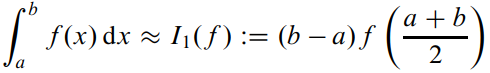 ∫_a^b f(x) dx ≈ I_1(f) := (b − a) f ( (a + b) / 2 )